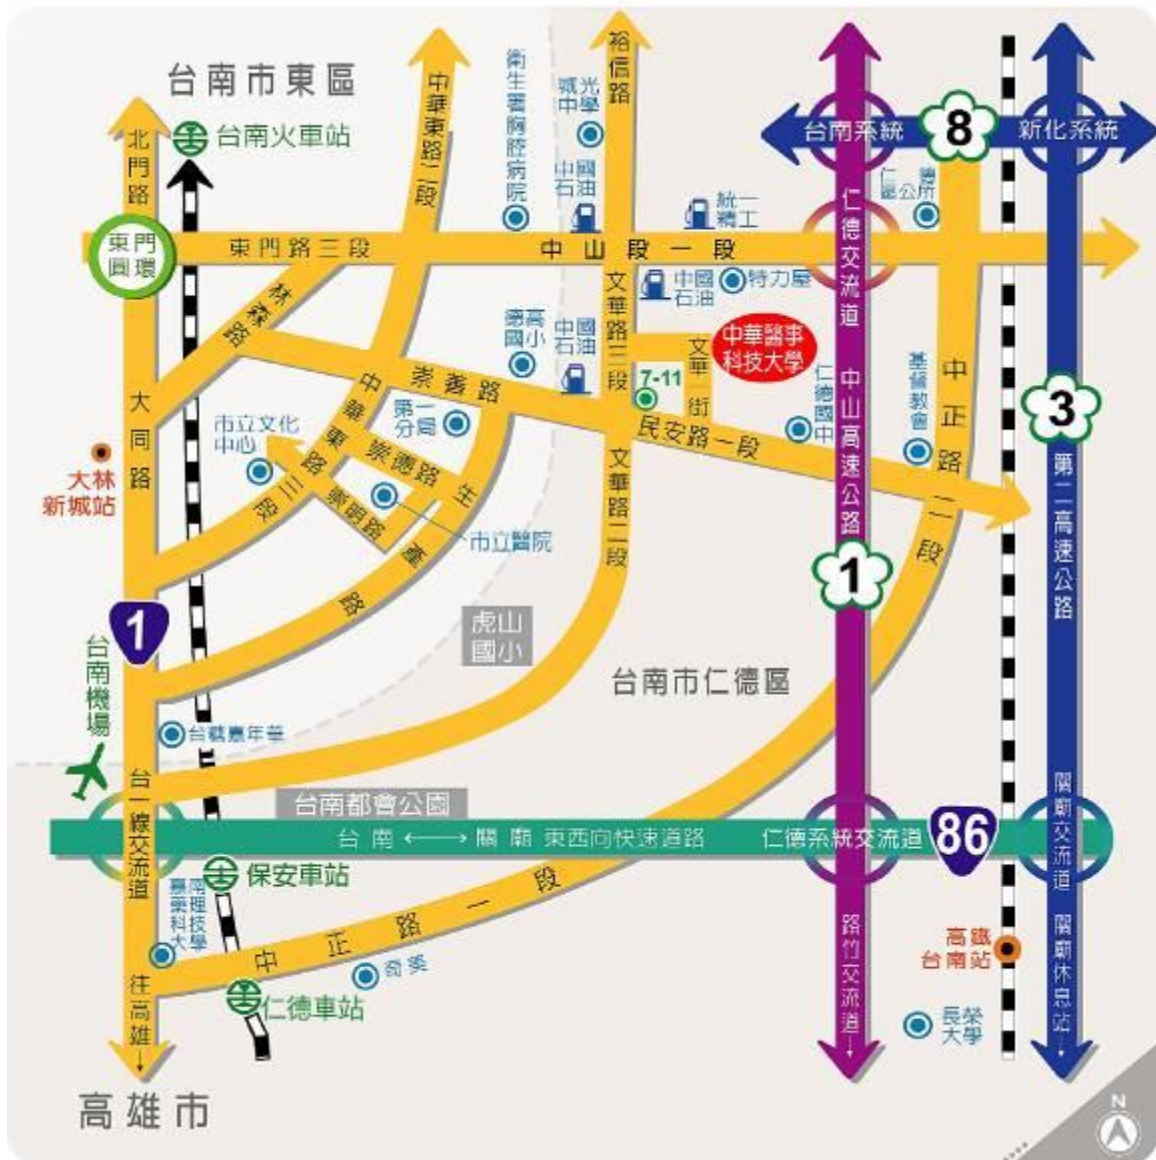 台南市東區
台南火車站
北門路
東門
圓環
東門路三段
中華東路二段
衛生署胸腔病院
城光
中學
中國
石油
裕信路
統一
精工
中山段一段
台南系統
8
新化系統
仁德交流道
林森路
德高
國小
中國
石油
文華路三段
中國
石油
特力屋
中華醫事
科技大學
文華一街
7-11
大同路
崇善路
第一
分局
民安路一段
仁德
國中
中山高速公路
基督教會
中正路二段
3
第二高速公路
市立文化
中心
中華東路三段
崇德路
崇明路
生產路
市立醫院
文華路二段
大林
新城站
1
1
虎山
國小
台南市仁德區
台南機場
台糖嘉年華
台南都會公園
台一線交流道
台南
關廟
東西向快速道路
仁德系統交流道
86
關廟交流道
保安車站
嘉南
藥理
科技
大學
中正路一段
奇美
仁德車站
路竹交流道
高鐵
台南站
關廟休息站
長榮
大學
往高雄
高雄市
N